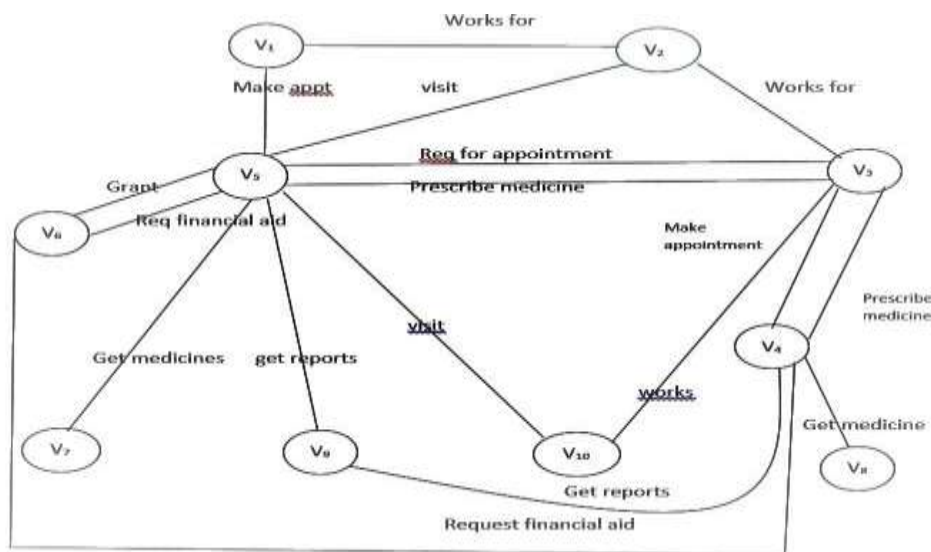 Works for
V₁
V₂
Make appt
visit
Works for
Req for appointment
V₅
V₃
Grant
Prescribe medicine
Req financial aid
V₆
Make
appointment
Prescribe
medicine
visit
V₄
Get medicines
get reports
works
Get medicine
V₇
V₉
V₁₀
V₈
Get reports
Request financial aid